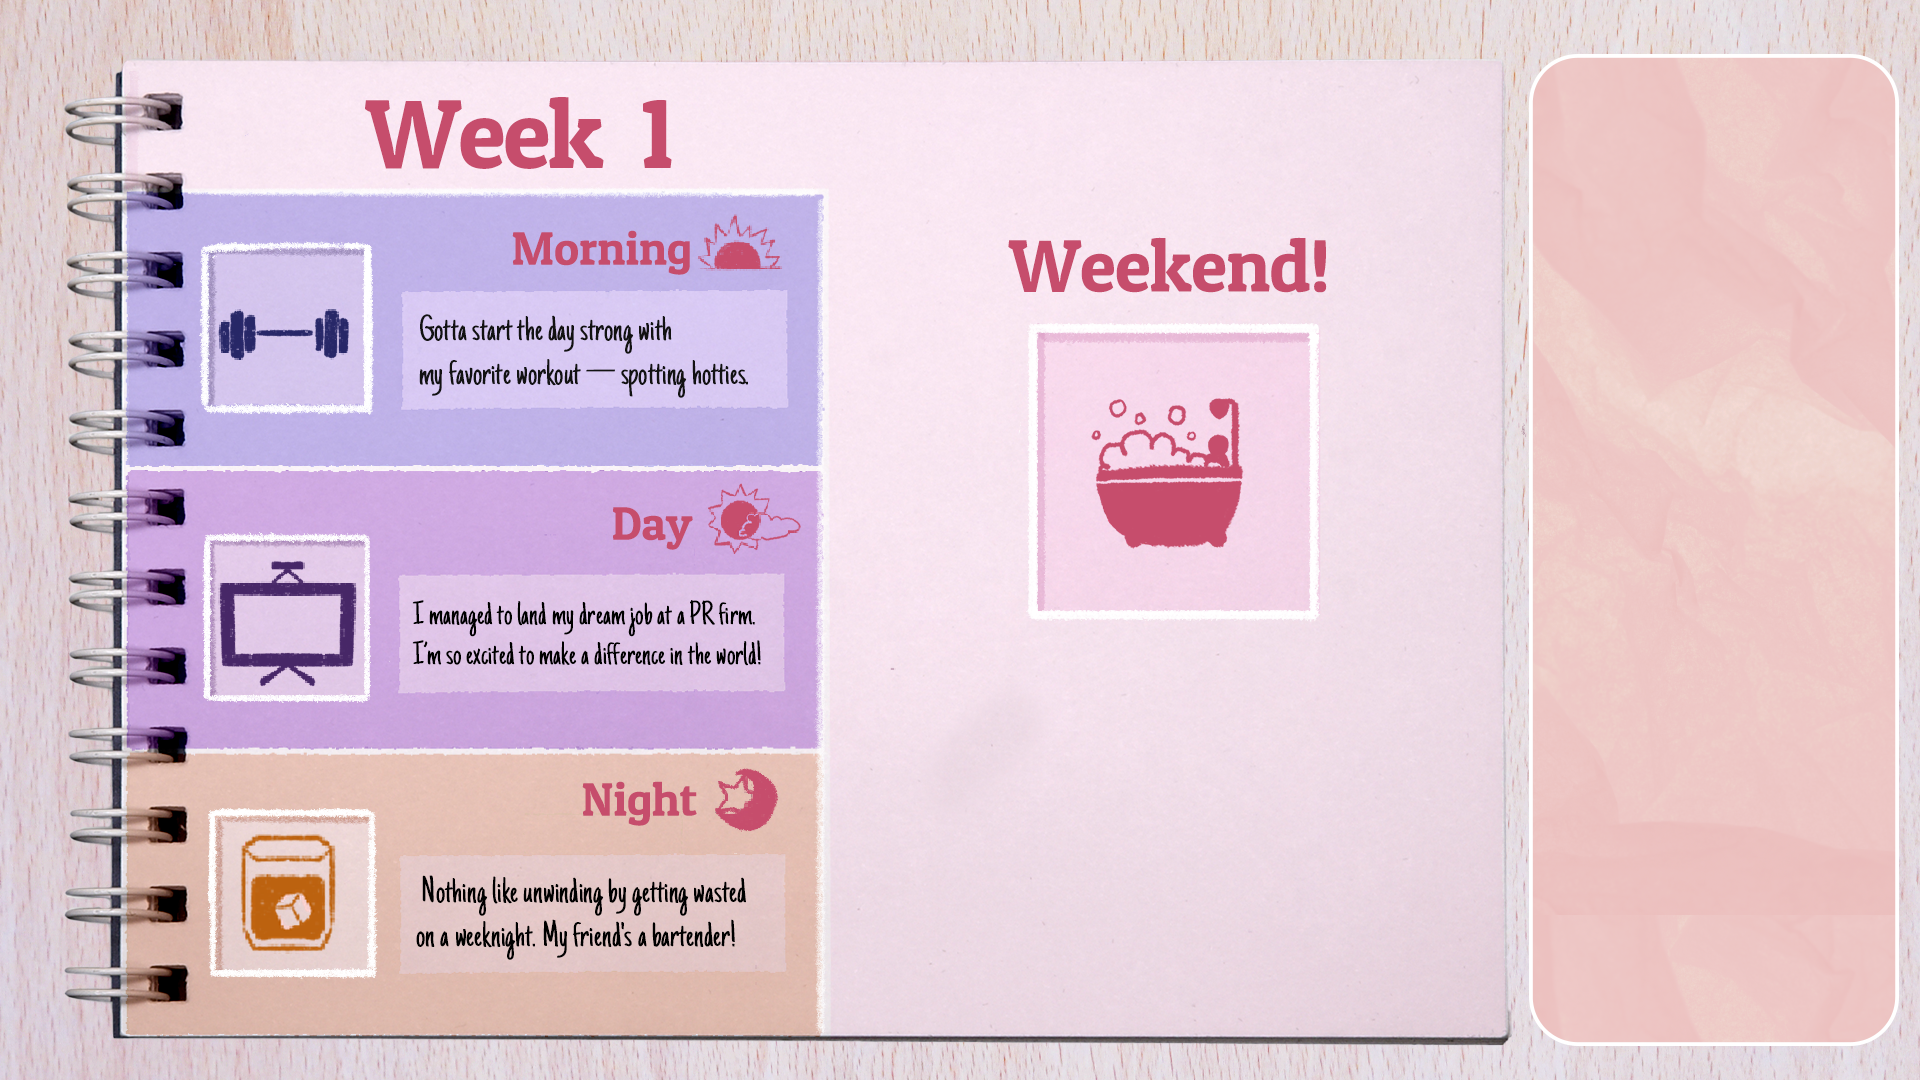 Week 1
Morning
Gotta start the day strong with
my favorite workout — spotting hotties.
Day
I managed to land my dream job at a PR firm.
I'm so excited to make a difference in the world!
Night
Nothing like unwinding by getting wasted
on a weeknight. My friend's a bartender!
Weekend!